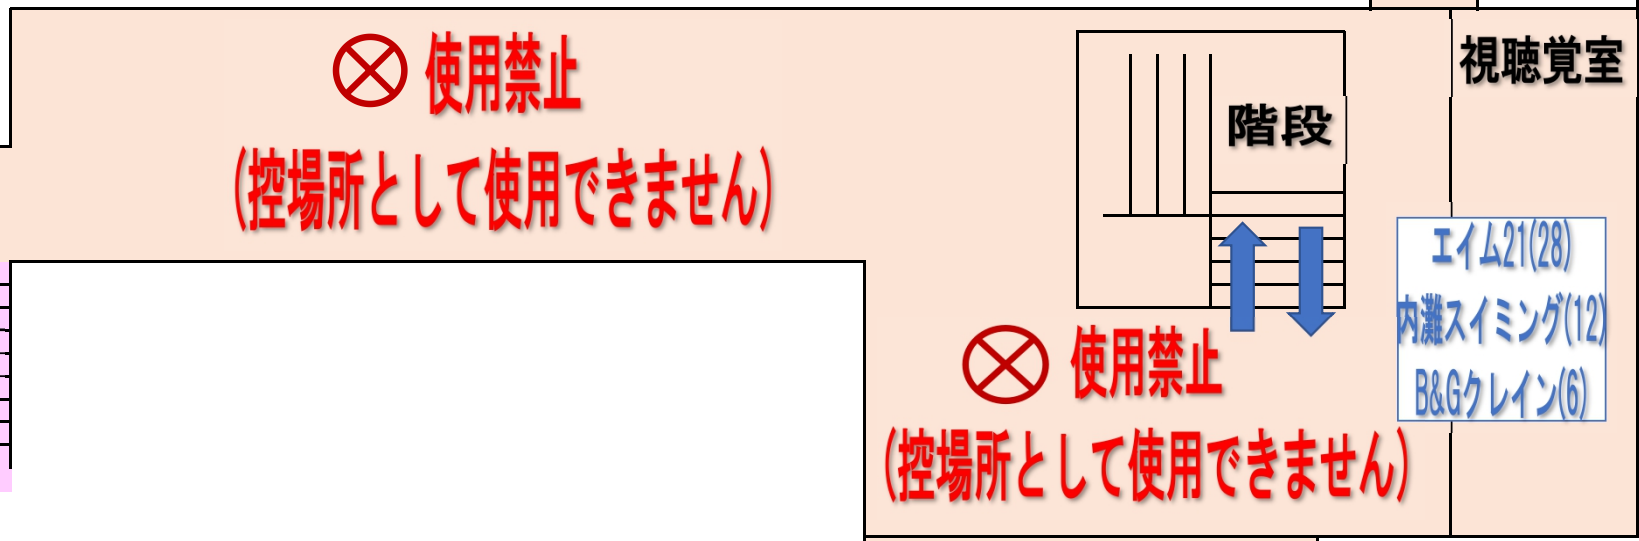 使用禁止
(控場所として使用できません)
階段
視聴覚室
エイム21(28)
内灘スイミング(12)
B&Gクレイン(6)
使用禁止
(控場所として使用できません)